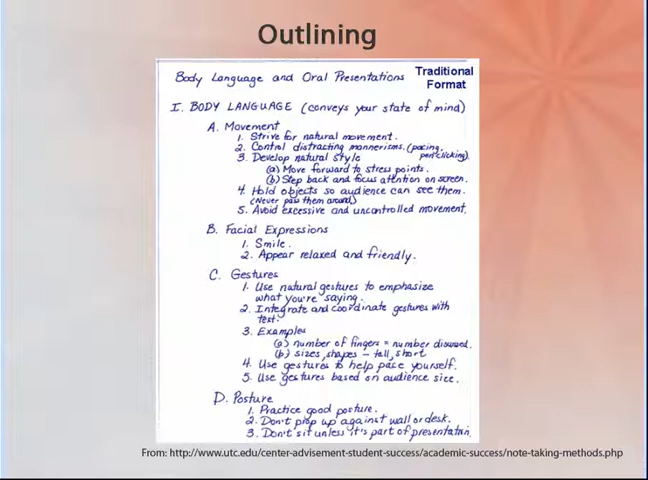 Outlining
Body Language and Oral Presentations
Traditional
Format
I. BODY LANGUAGE (conveys your state of mind)
A. Movement
1. Strive for natural movement.
2. Control distracting mannerisms. (pacing,
pen clicking).
3. Develop natural style
(a) Move forward to stress points.
(b) Step back and focus attention on screen.
4. Hold objects so audience can see them.
(Never pass them around)
5. Avoid excessive and uncontrolled movement.
B. Facial Expressions
1. Smile.
2. Appear relaxed and friendly.
C. Gestures
1. Use natural gestures to emphasize
what you're saying.
2. Integrate and coordinate gestures with
text.
3. Examples
(a) number of fingers = number discussed.
(b) sizes, shapes - tall, short
4. Use gestures to help pace yourself.
5. Use gestures based on audience size.
D. Posture
1. Practice good posture.
2. Don't prop up against wall or desk.
3. Don't sit unless it's part of presentation.
From: http://www.utc.edu/center-advisement-student-success/academic-success/note-taking-methods.php